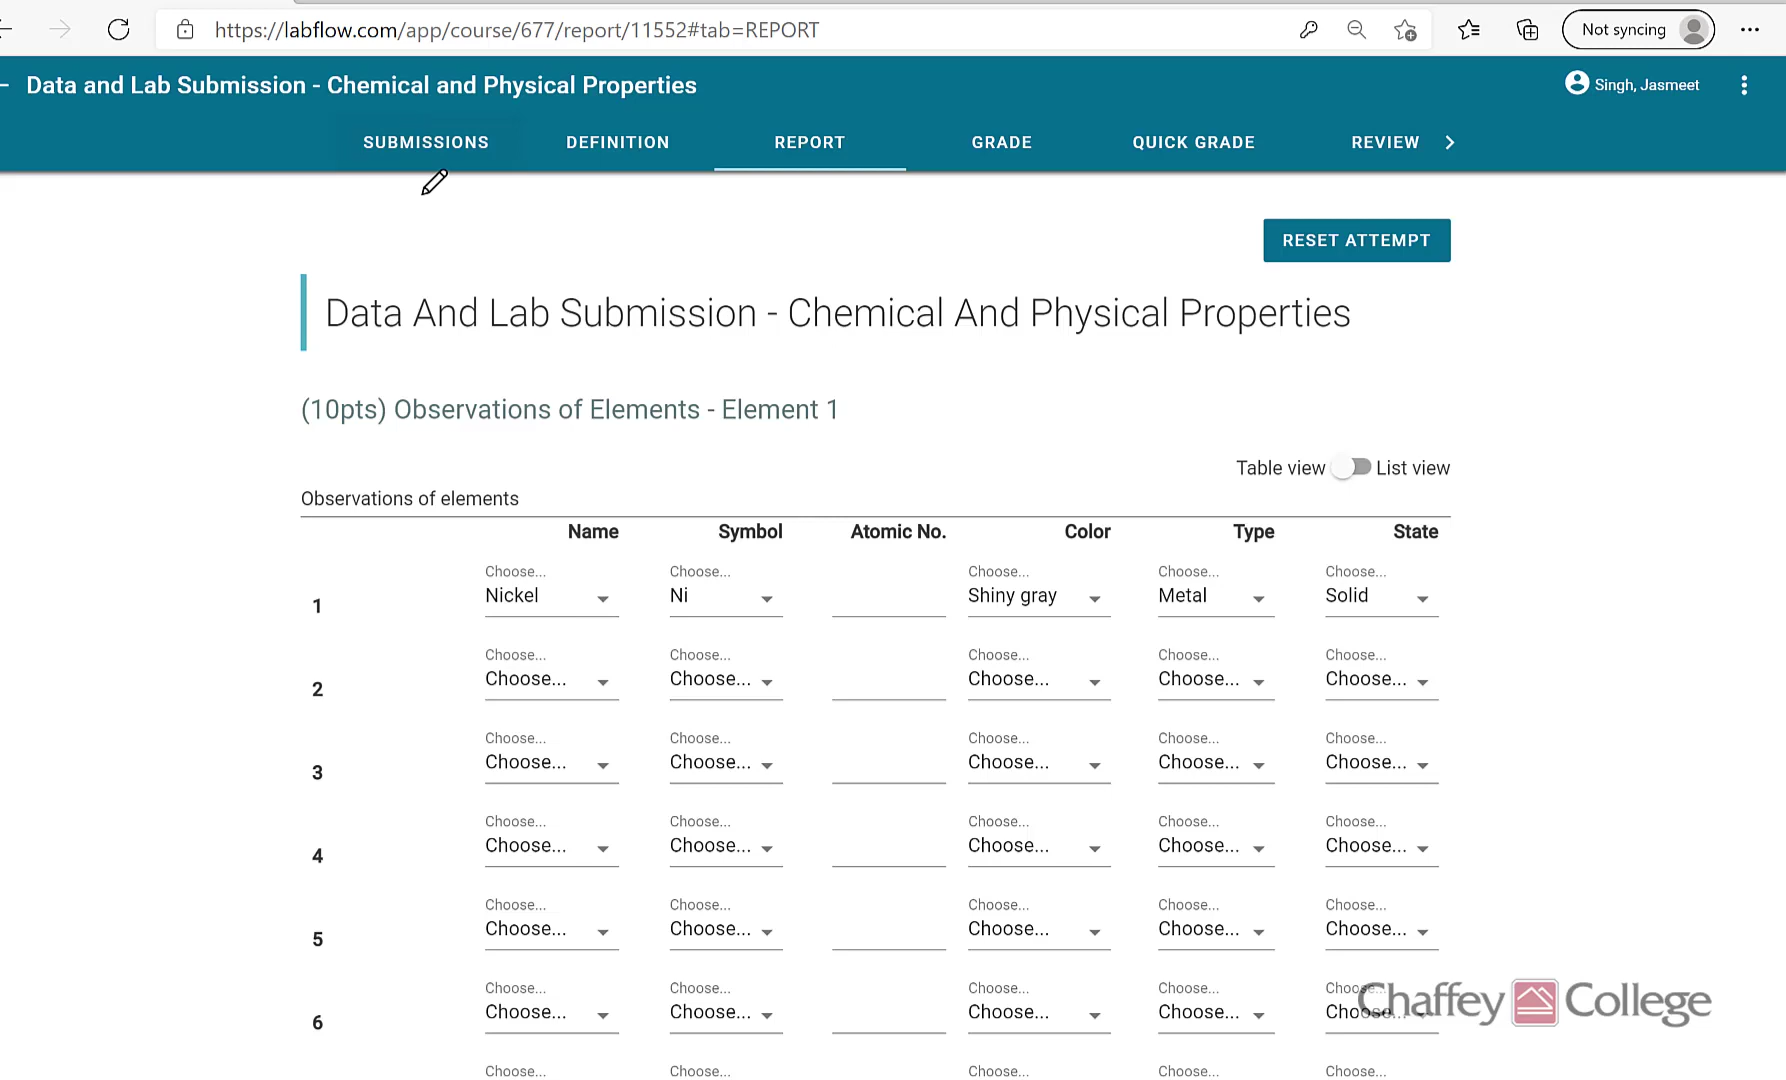 https://labflow.com/app/course/677/report/11552#tab=REPORT
Not syncing
Data and Lab Submission - Chemical and Physical Properties
Singh, Jasmeet
SUBMISSIONS DEFINITION REPORT GRADE QUICK GRADE REVIEW
RESET ATTEMPT
Data And Lab Submission - Chemical And Physical Properties
(10pts) Observations of Elements - Element 1
Table view List view
Observations of elements
Name Symbol Atomic No. Color Type State
Choose... Choose... Choose... Choose... Choose...
1 Nickel Ni Shiny gray Metal Solid
Choose... Choose... Choose... Choose... Choose...
2 Choose... Choose... Choose... Choose... Choose...
Choose... Choose... Choose... Choose... Choose...
3 Choose... Choose... Choose... Choose... Choose...
Choose... Choose... Choose... Choose... Choose...
4 Choose... Choose... Choose... Choose... Choose...
Choose... Choose... Choose... Choose... Choose...
5 Choose... Choose... Choose... Choose... Choose...
Choose... Choose... Choose... Choose... Choose...
6 Choose... Choose... Choose... Choose... Choose...
Chaffey College
Choose... Choose... Choose... Choose... Choose...